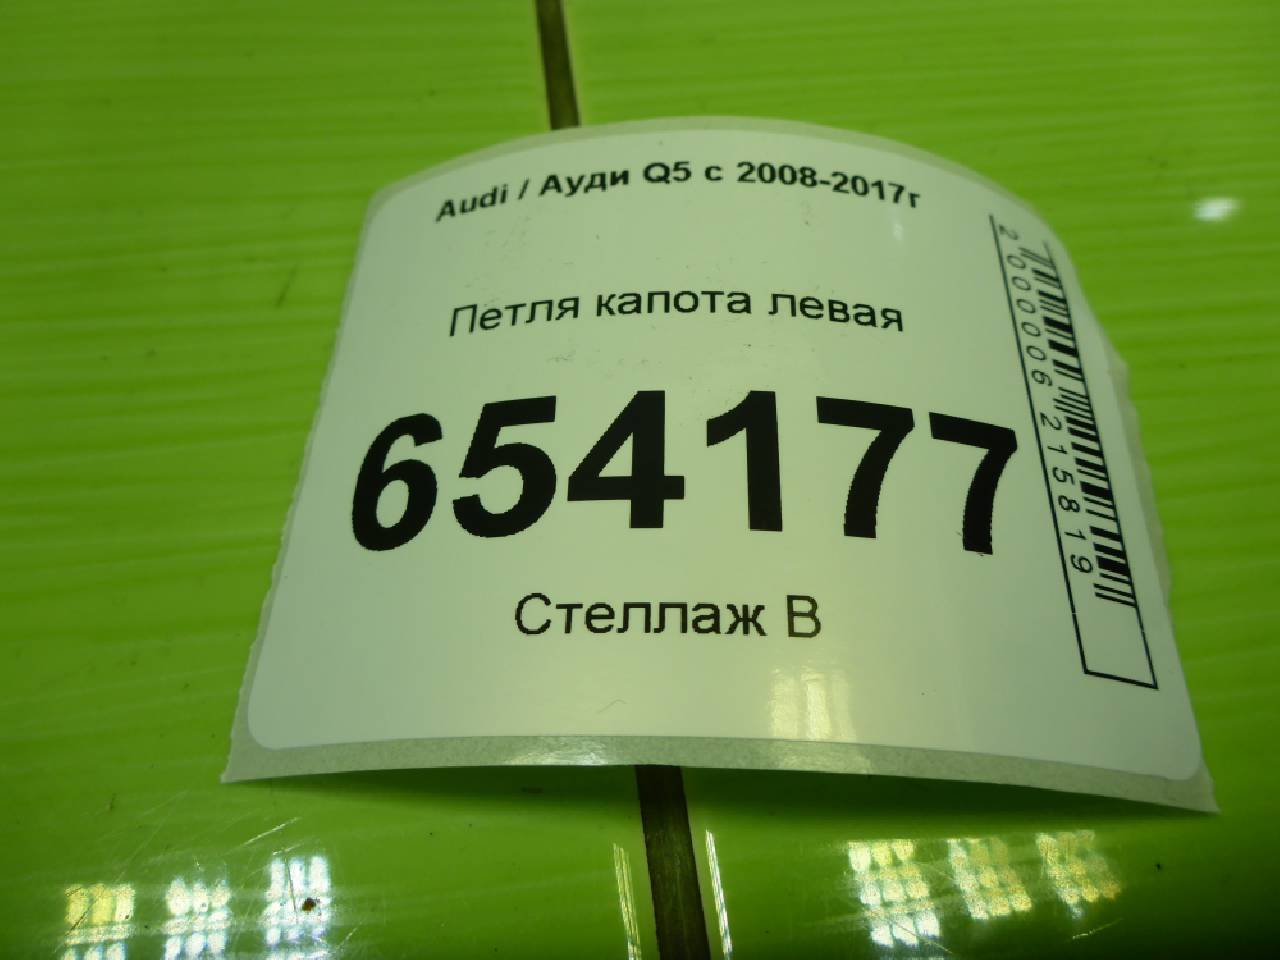 Audi / Ауди Q5 с 2008-2017г
Петля капота левая
654177
Стеллаж В
2000006215819